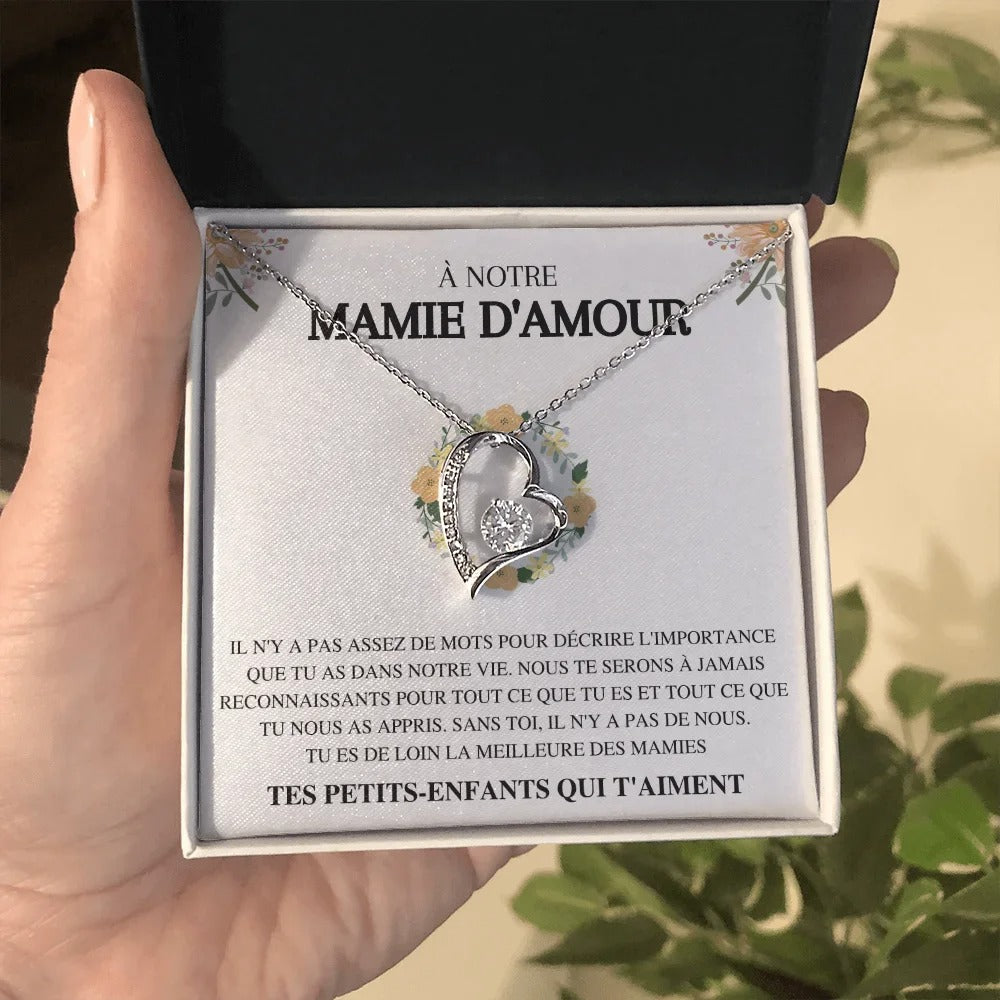 À NOTRE
MAMIE D'AMOUR
IL N'Y A PAS ASSEZ DE MOTS POUR DÉCRIRE L'IMPORTANCE
QUE TU AS DANS NOTRE VIE. NOUS TE SERONS À JAMAIS
RECONNAISSANTS POUR TOUT CE QUE TU ES ET TOUT CE QUE
TU NOUS AS APPRIS. SANS TOI, IL N'Y A PAS DE NOUS.
TU ES DE LOIN LA MEILLEURE DES MAMIES
TES PETITS-ENFANTS QUI T'AIMENT